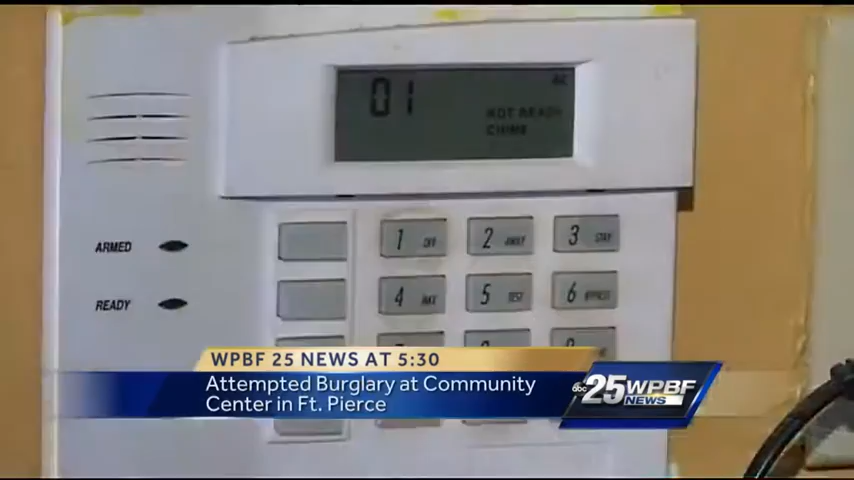 01
AC
NOT READY
CHIME
ARMED
READY
1 OFF
2 AWAY
3 STAY
4 MAX
5 TEST
6 BYPASS
WPBF 25 NEWS AT 5:30
Attempted Burglary at Community
Center in Ft. Pierce
abc 25 WPBF
NEWS